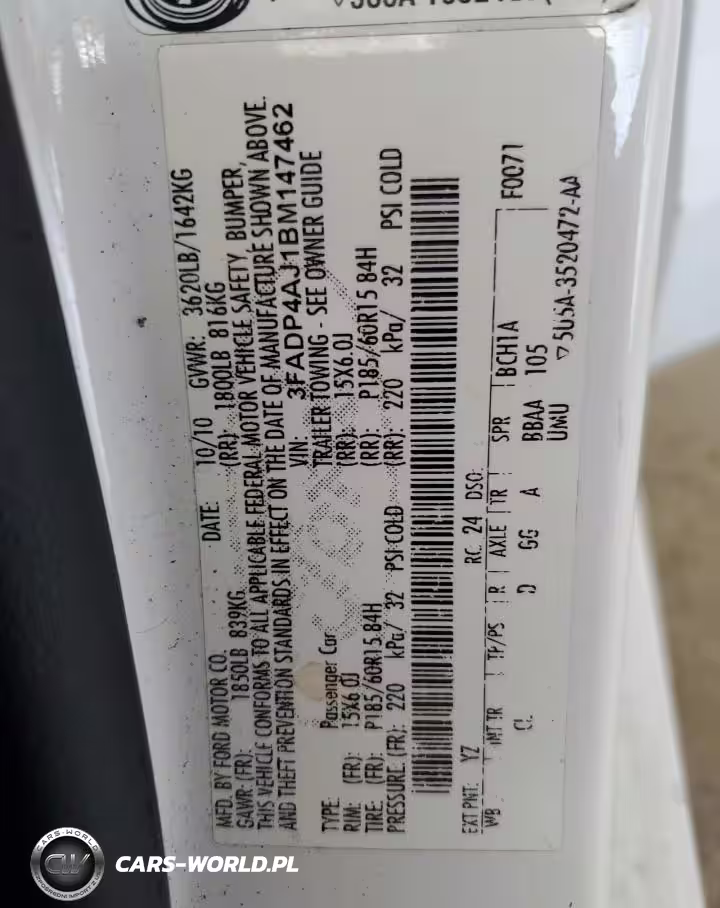 MFD. BY FORD MOTOR CO. DATE: 10/10 GVWR: 3620LB/1642KG
GAWR: (FR): 1850LB 839KG (RR): 1800LB 816KG
THIS VEHICLE CONFORMS TO ALL APPLICABLE FEDERAL MOTOR VEHICLE SAFETY, BUMPER,
AND THEFT PREVENTION STANDARDS IN EFFECT ON THE DATE OF MANUFACTURE SHOWN ABOVE.
VIN: 3FADP4AJ1BM147462
TYPE: Passenger Car TRAILER TOWING - SEE OWNER GUIDE
RIM: (FR): 15X6.0J (RR): 15X6.0J
TIRE: (FR): P185/60R15 84H (RR): P185/60R15 84H
PRESSURE: (FR): 220 kPa/ 32 PSI COLD (RR): 220 kPa/ 32 PSI COLD
EXT PNT: YZ RC: 24 DSO:
WB INT TR TP/PS R AXLE TR SPR BCH1A F0071
CL D GG A BBAA 105
UMU
▽5U5A-3520472-AA
CW
CARS-WORLD.PL